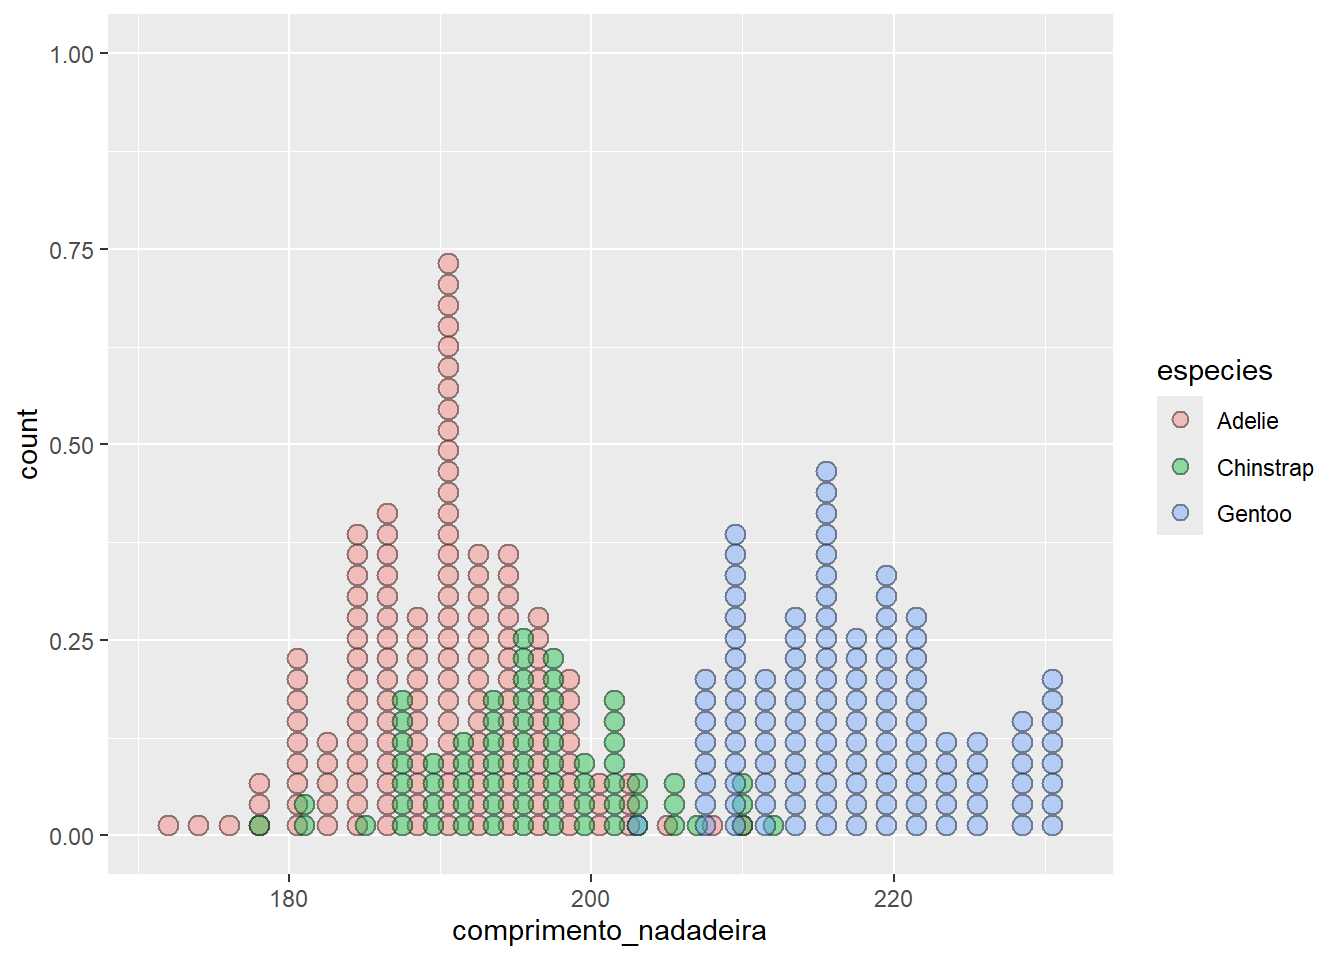 1.00
0.75
0.50
0.25
0.00
count
180
200
220
comprimento_nadadeira
especies
Adelie
Chinstrap
Gentoo